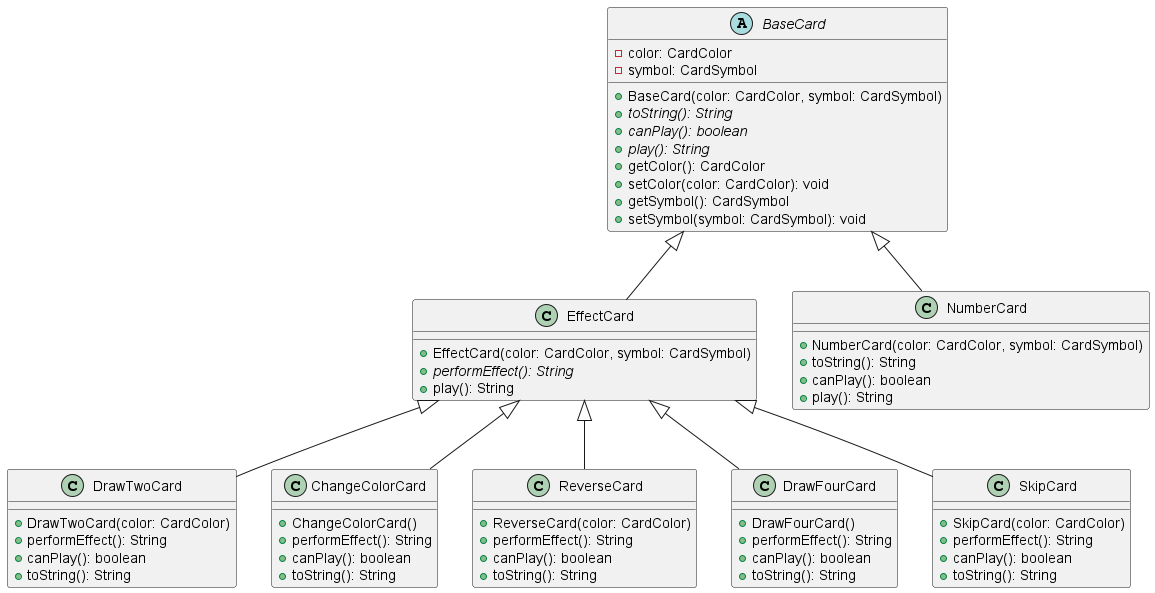 A BaseCard
color: CardColor
symbol: CardSymbol
BaseCard(color: CardColor, symbol: CardSymbol)
toString(): String
canPlay(): boolean
play(): String
getColor(): CardColor
setColor(color: CardColor): void
getSymbol(): CardSymbol
setSymbol(symbol: CardSymbol): void
C EffectCard
EffectCard(color: CardColor, symbol: CardSymbol)
performEffect(): String
play(): String
C NumberCard
NumberCard(color: CardColor, symbol: CardSymbol)
toString(): String
canPlay(): boolean
play(): String
C DrawTwoCard
DrawTwoCard(color: CardColor)
performEffect(): String
canPlay(): boolean
toString(): String
C ChangeColorCard
ChangeColorCard()
performEffect(): String
canPlay(): boolean
toString(): String
C ReverseCard
ReverseCard(color: CardColor)
performEffect(): String
canPlay(): boolean
toString(): String
C DrawFourCard
DrawFourCard()
performEffect(): String
canPlay(): boolean
toString(): String
C SkipCard
SkipCard(color: CardColor)
performEffect(): String
canPlay(): boolean
toString(): String